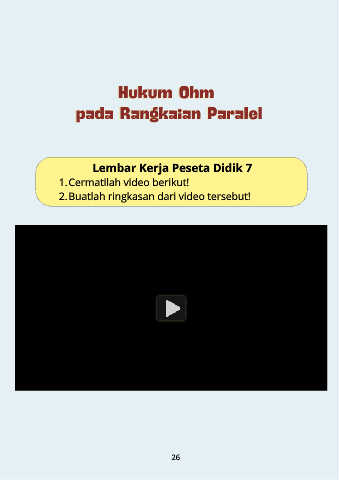 Hukum Ohm
pada Rangkaian Paralel
Lembar Kerja Peseta Didik 7
1. Cermatilah video berikut!
2. Buatlah ringkasan dari video tersebut!
26